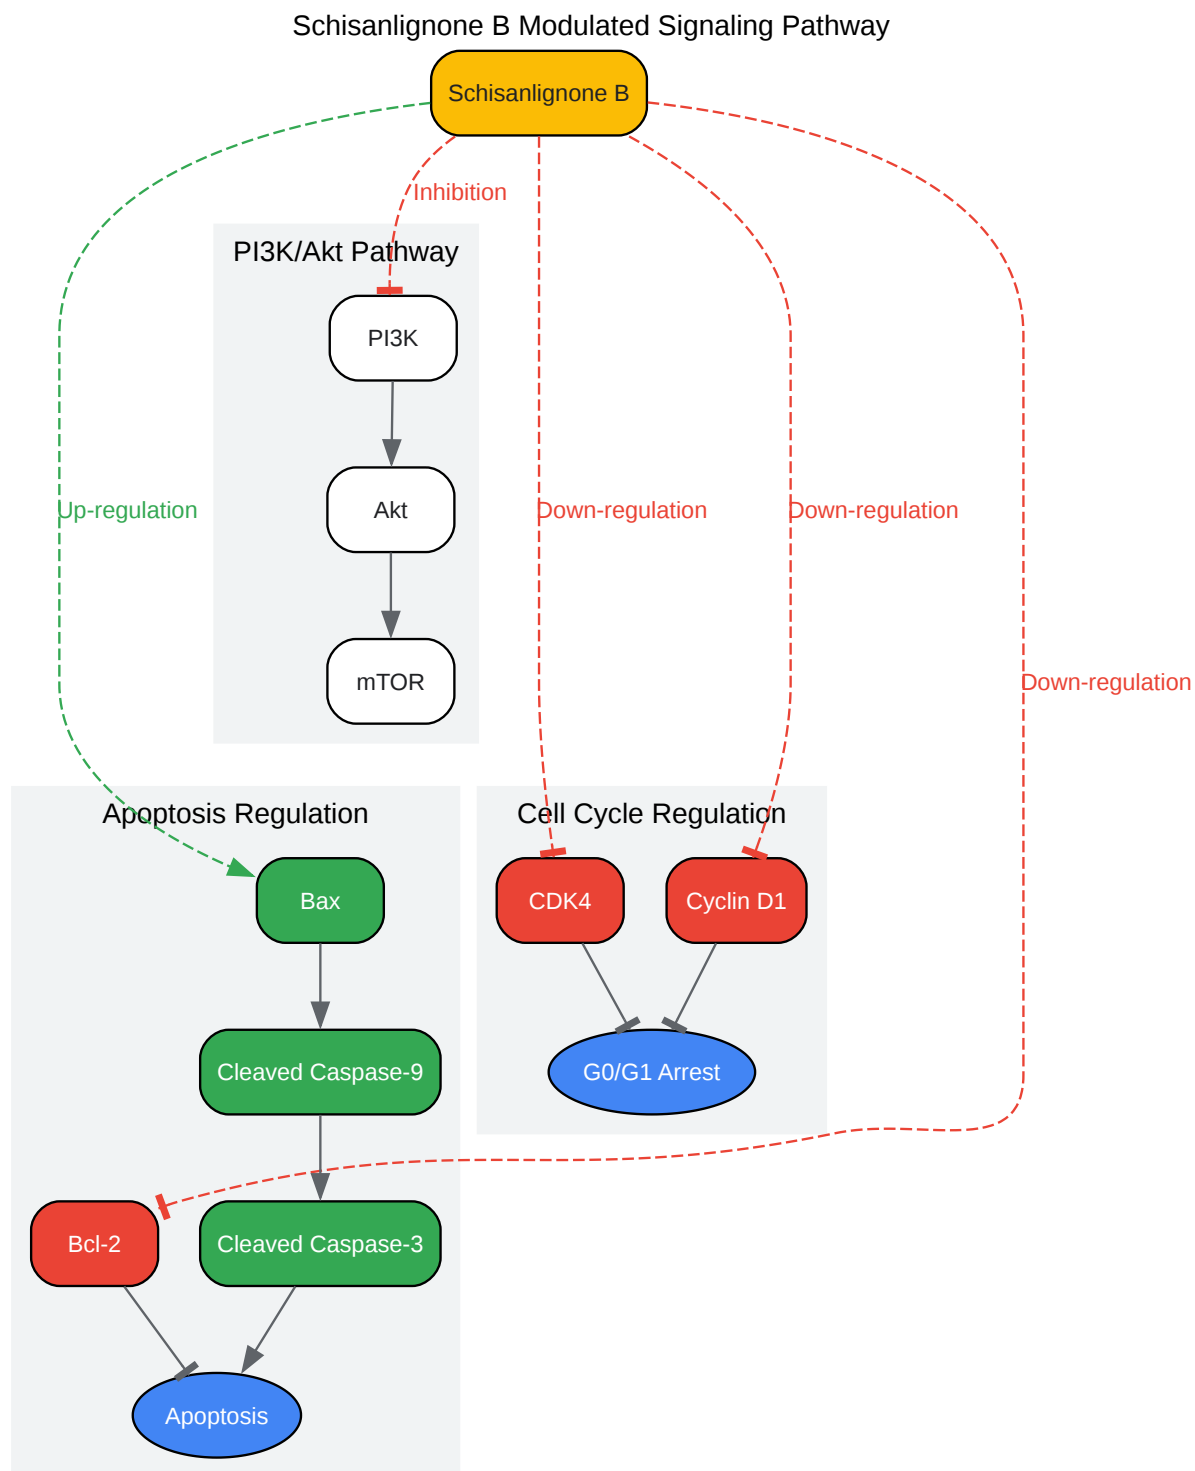 Schisanlignone B Modulated Signaling Pathway
Schisanlignone B
Inhibition
PI3K/Akt Pathway
PI3K
Akt
Up-regulation
Down-regulation
Down-regulation
mTOR
Down-regulation
Apoptosis Regulation
Cell Cycle Regulation
Bax
CDK4
Cyclin D1
Cleaved Caspase-9
G0/G1 Arrest
Bcl-2
Cleaved Caspase-3
Apoptosis